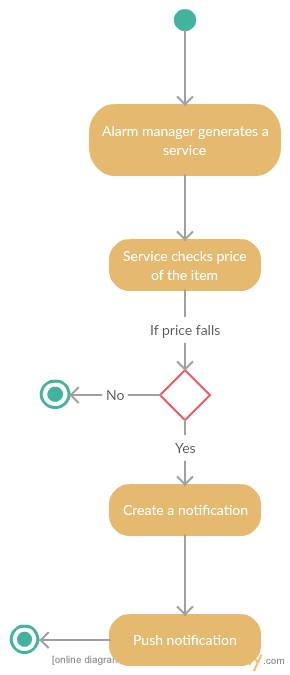 Alarm manager generates a
service
Service checks price
of the item
If price falls
No
Yes
Create a notification
Push notification
[online diagram
y.com